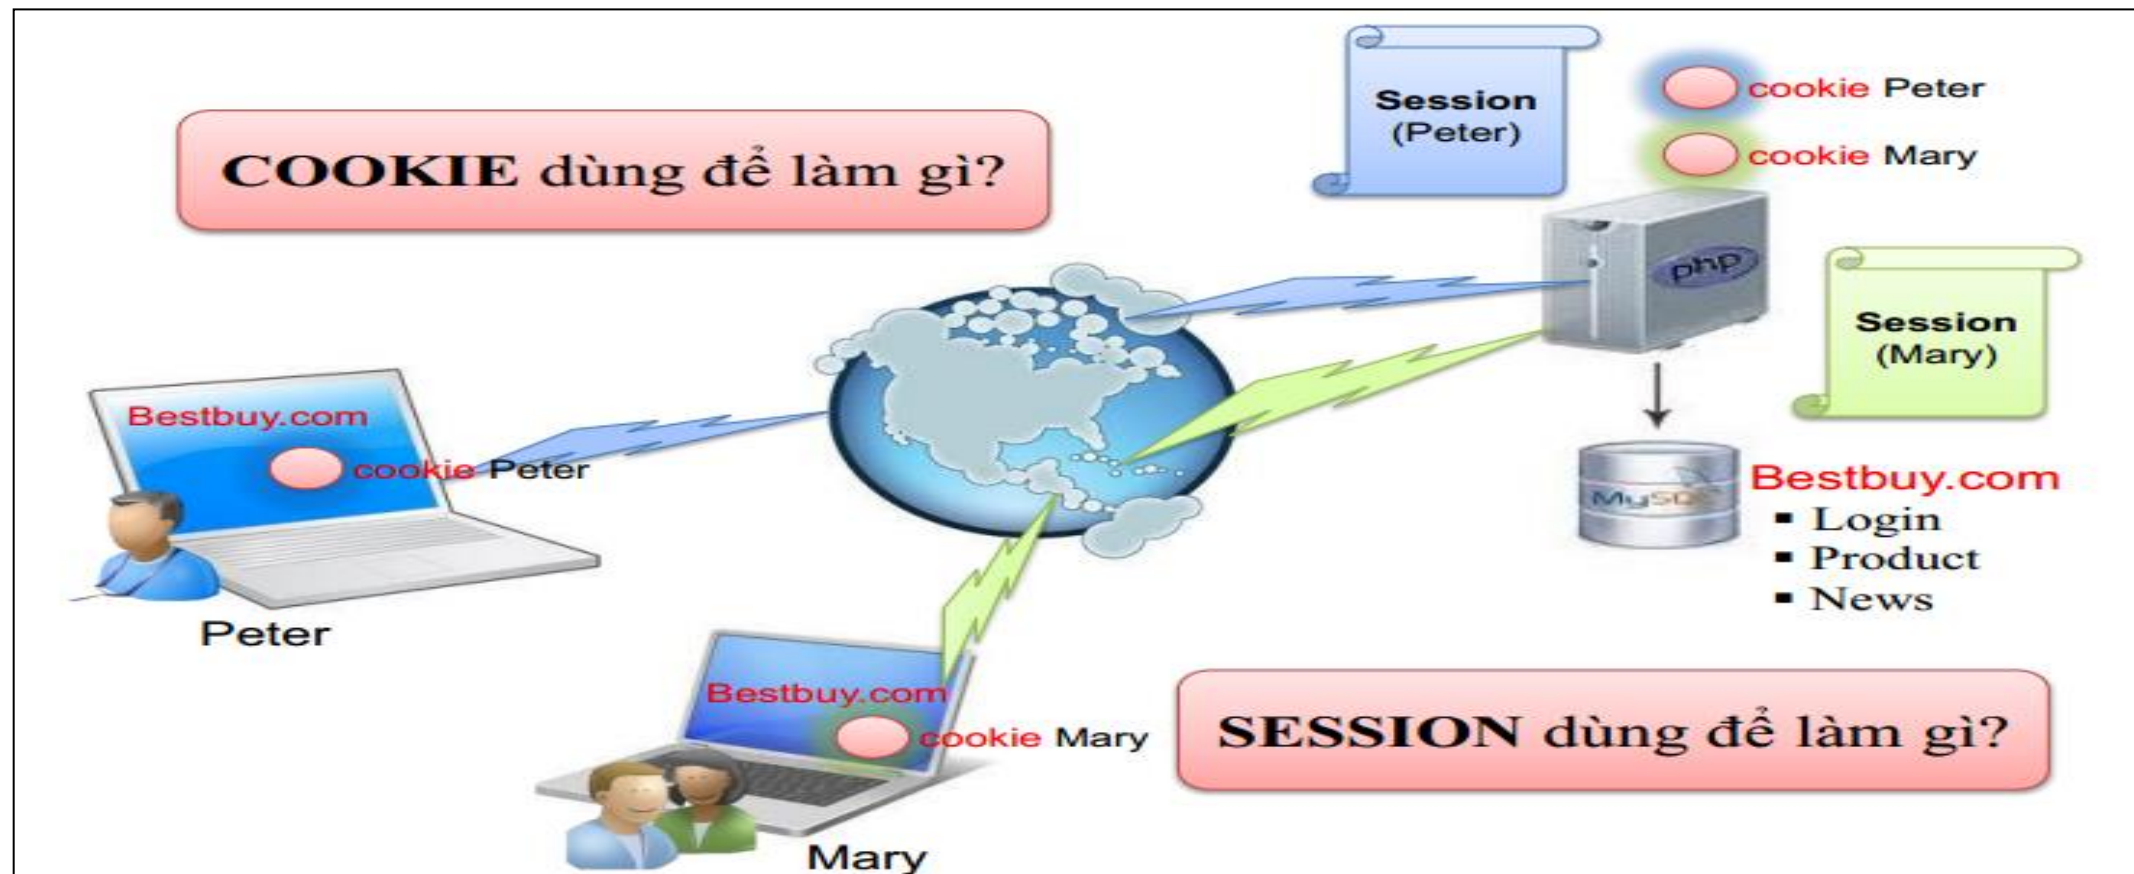 COOKIE dùng để làm gì?
Session
(Peter)
cookie Peter
cookie Mary
php
Session
(Mary)
Bestbuy.com
cookie Peter
Peter
MySQL
Bestbuy.com
▪ Login
▪ Product
▪ News
Bestbuy.com
cookie Mary
Mary
SESSION dùng để làm gì?